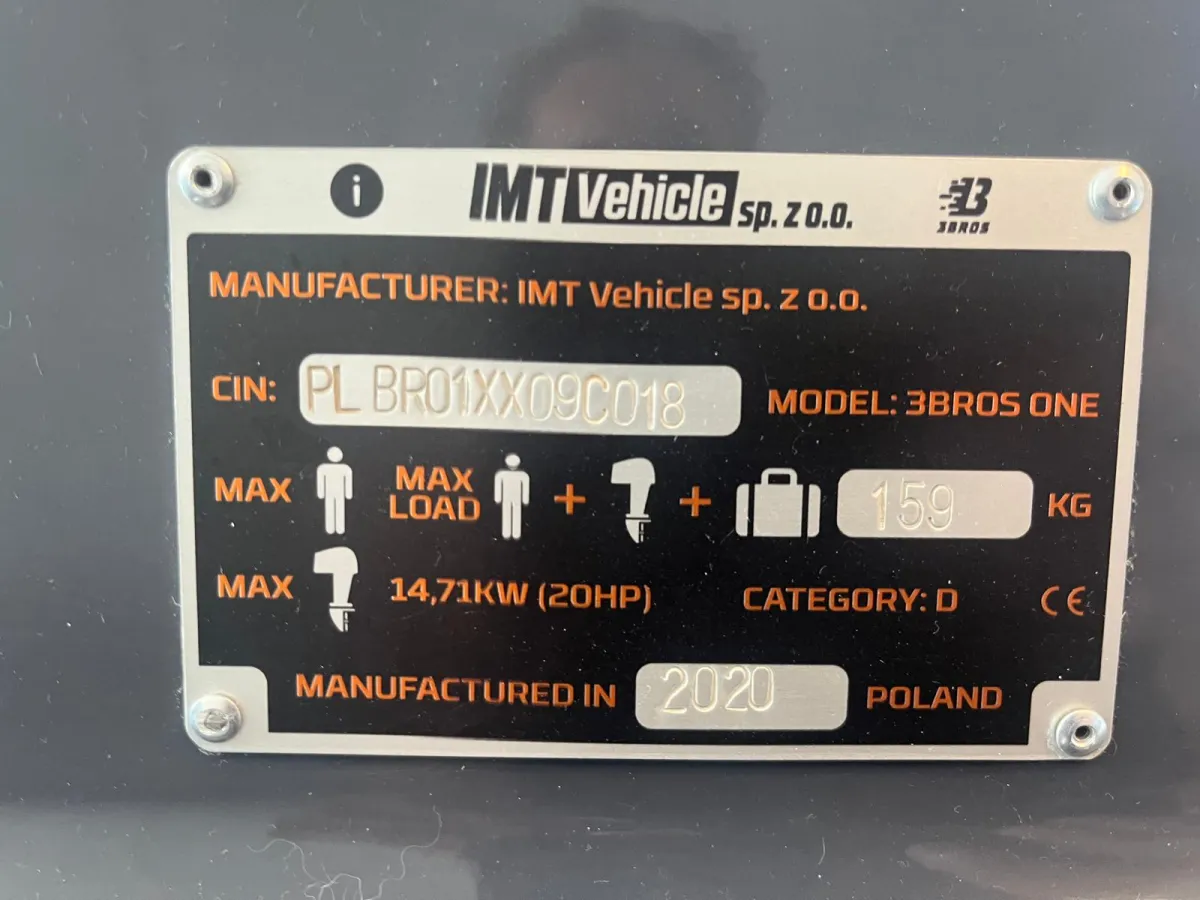 i IMT Vehicle sp. z o.o. 3B 3BROS
MANUFACTURER: IMT Vehicle sp. z o.o.
CIN: PL BR01XX09C018 MODEL: 3BROS ONE
MAX MAX LOAD + + 159 KG
MAX 14,71KW (20HP) CATEGORY: D CE
MANUFACTURED IN 2020 POLAND